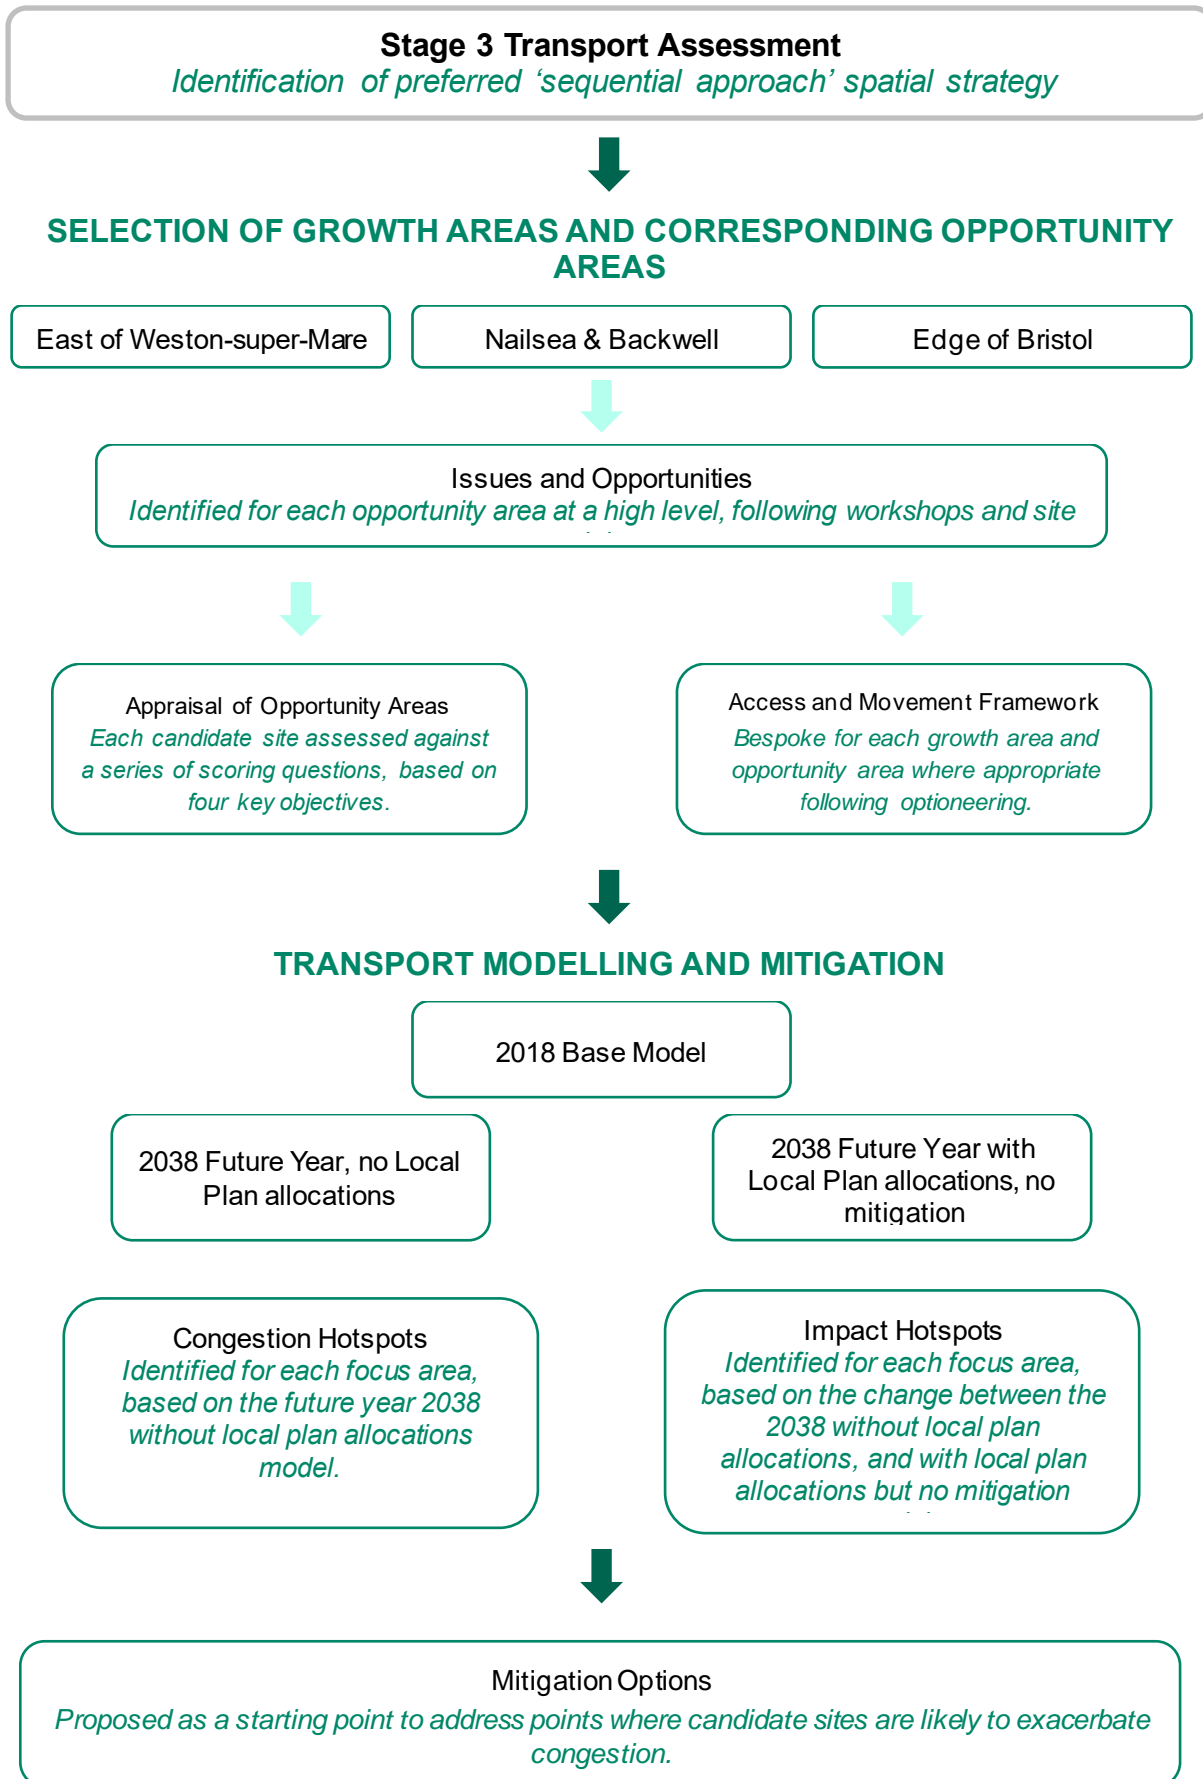 Stage 3 Transport Assessment
Identification of preferred ‘sequential approach’ spatial strategy
SELECTION OF GROWTH AREAS AND CORRESPONDING OPPORTUNITY
AREAS
East of Weston-super-Mare
Nailsea & Backwell
Edge of Bristol
Issues and Opportunities
Identified for each opportunity area at a high level, following workshops and site
Appraisal of Opportunity Areas
Each candidate site assessed against
a series of scoring questions, based on
four key objectives.
Access and Movement Framework
Bespoke for each growth area and
opportunity area where appropriate
following optioneering.
TRANSPORT MODELLING AND MITIGATION
2018 Base Model
2038 Future Year, no Local
Plan allocations
2038 Future Year with
Local Plan allocations, no
mitigation
Congestion Hotspots
Identified for each focus area,
based on the future year 2038
without local plan allocations
model.
Impact Hotspots
Identified for each focus area,
based on the change between the
2038 without local plan
allocations, and with local plan
allocations but no mitigation
Mitigation Options
Proposed as a starting point to address points where candidate sites are likely to exacerbate
congestion.